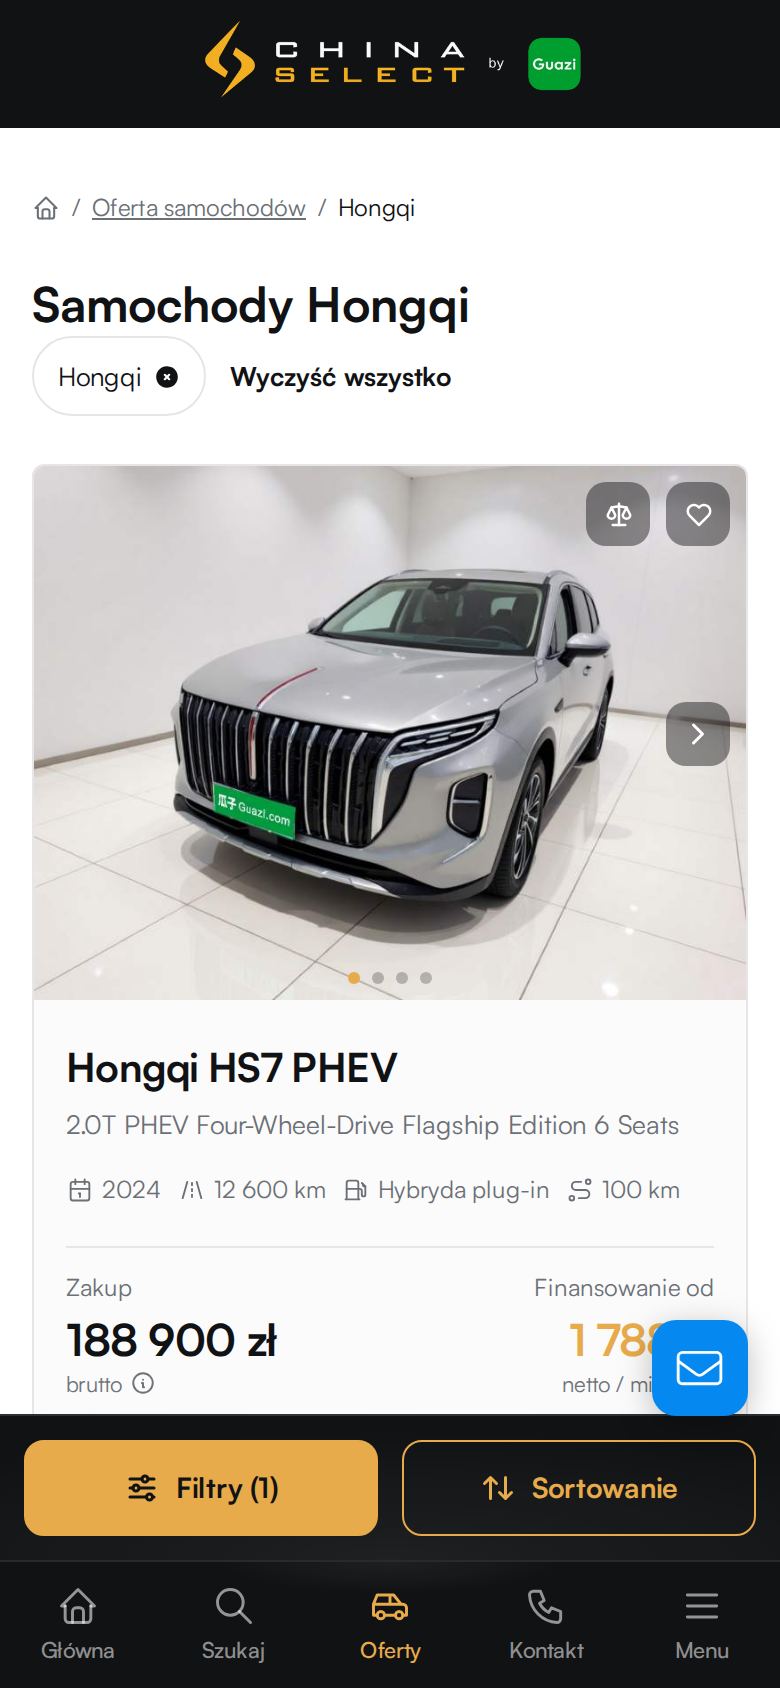 CHINA
SELECT
by
Guazi
/ Oferta samochodów / Hongqi
Samochody Hongqi
Hongqi
Wyczyść wszystko
瓜子 Guazi.com
Hongqi HS7 PHEV
2.0T PHEV Four-Wheel-Drive Flagship Edition 6 Seats
2024 12 600 km Hybryda plug-in 100 km
Zakup
Finansowanie od
188 900 zł
1 788
brutto
netto /
Filtry (1)
Sortowanie
Główna
Szukaj
Oferty
Kontakt
Menu